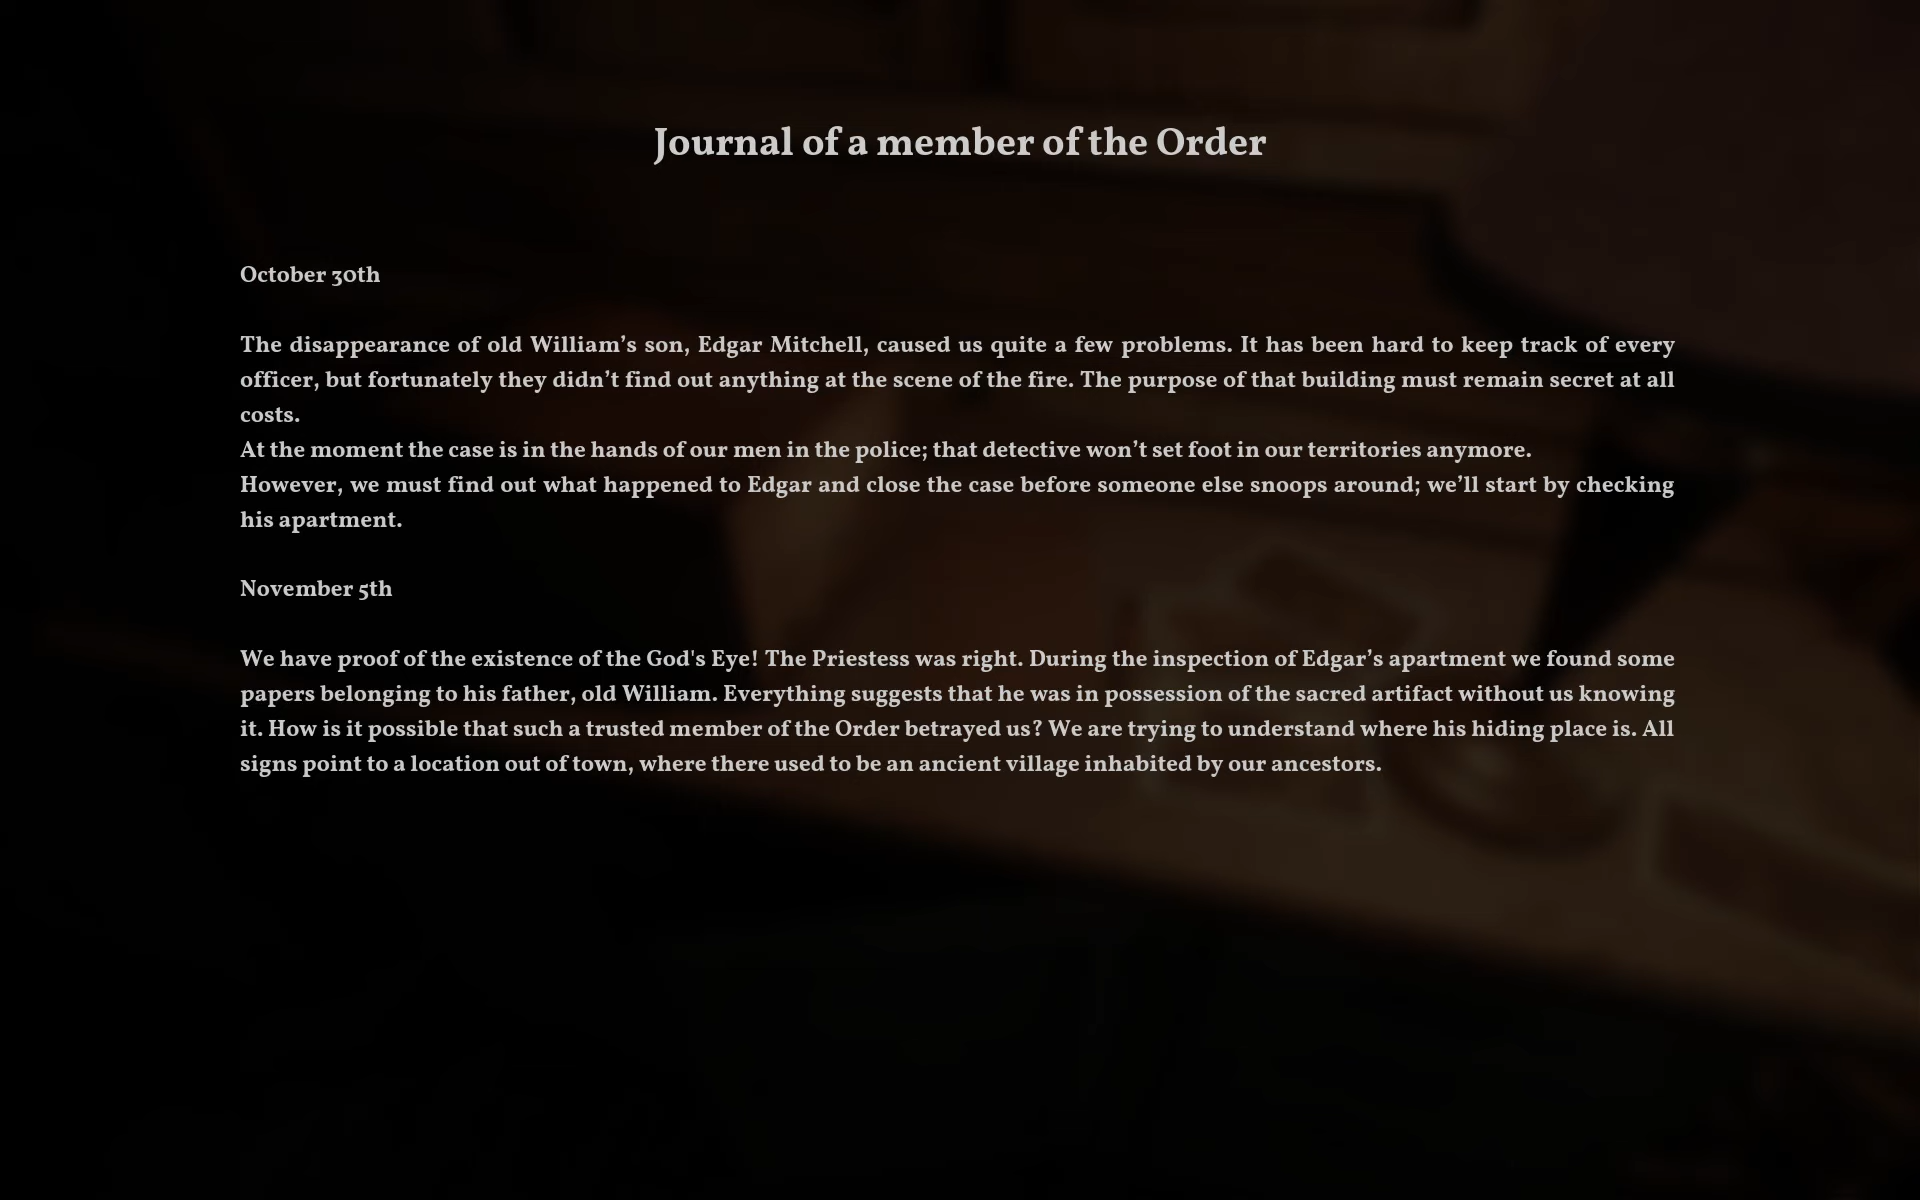 Journal of a member of the Order
October 30th
The disappearance of old William’s son, Edgar Mitchell, caused us quite a few problems. It has been hard to keep track of every
officer, but fortunately they didn’t find out anything at the scene of the fire. The purpose of that building must remain secret at all
costs.
At the moment the case is in the hands of our men in the police; that detective won’t set foot in our territories anymore.
However, we must find out what happened to Edgar and close the case before someone else snoops around; we’ll start by checking
his apartment.
November 5th
We have proof of the existence of the God's Eye! The Priestess was right. During the inspection of Edgar’s apartment we found some
papers belonging to his father, old William. Everything suggests that he was in possession of the sacred artifact without us knowing
it. How is it possible that such a trusted member of the Order betrayed us? We are trying to understand where his hiding place is. All
signs point to a location out of town, where there used to be an ancient village inhabited by our ancestors.